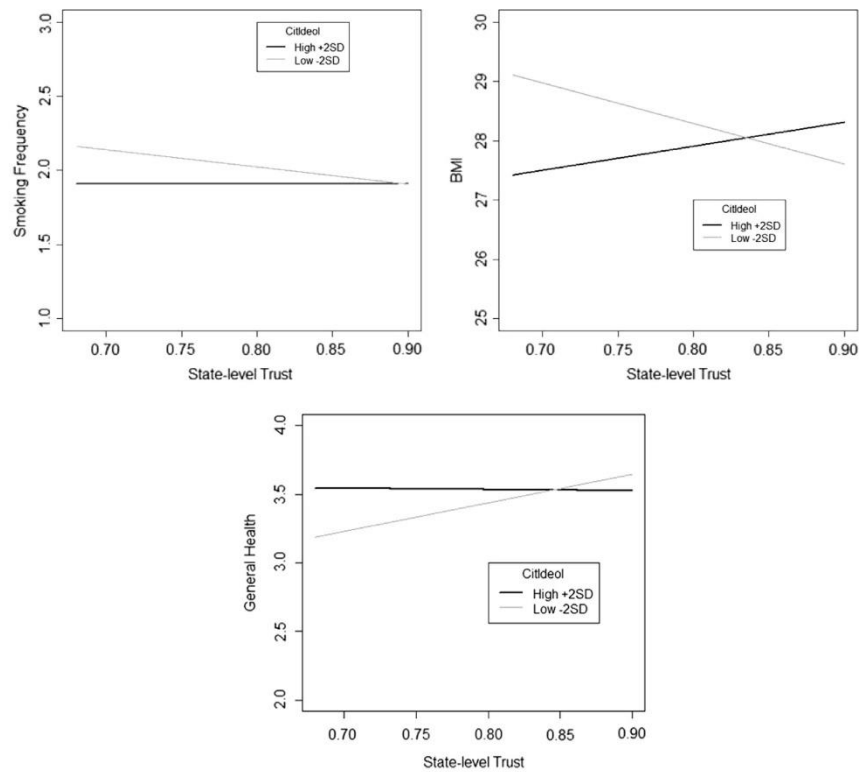 3.0
2.5
2.0
1.5
1.0
Smoking Frequency
CitIdeol
High +2SD
Low -2SD
0.70 0.75 0.80 0.85 0.90
State-level Trust
30
29
28
27
26
25
BMI
CitIdeol
High +2SD
Low -2SD
0.70 0.75 0.80 0.85 0.90
State-level Trust
4.0
3.5
3.0
2.5
2.0
General Health
CitIdeol
High +2SD
Low -2SD
0.70 0.75 0.80 0.85 0.90
State-level Trust